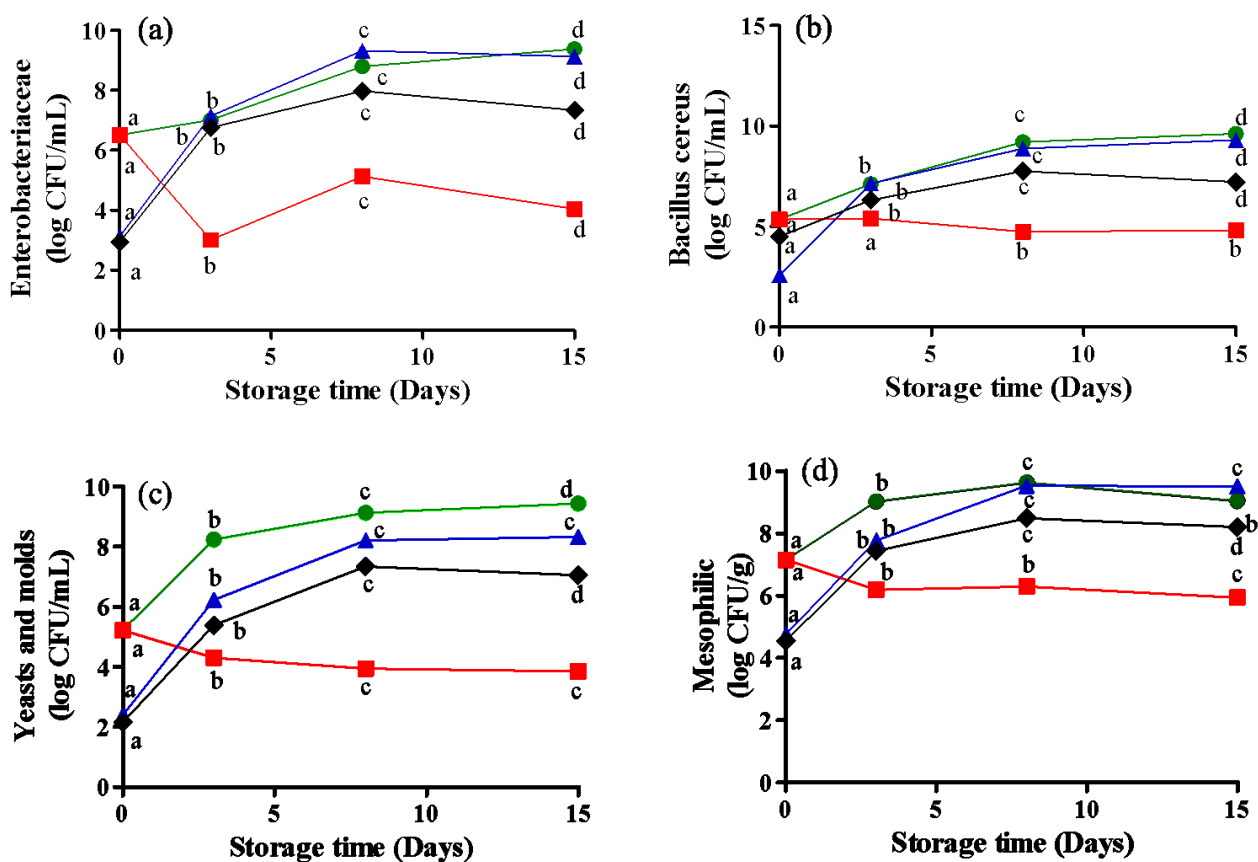 (a)
Enterobacteriaceae
(log CFU/mL)
10
8
6
4
2
0
a
a
a
a
b
b
b
b
c
c
c
c
d
d
d
0 5 10 15
Storage time (Days)
(b)
Bacillus cereus
(log CFU/mL)
15
10
5
0
a
a
a
a
b
b
b
a
c
c
c
b
d
d
d
b
0 5 10 15
Storage time (Days)
(c)
Yeasts and molds
(log CFU/mL)
10
8
6
4
2
0
a
a
a
a
b
b
b
b
c
c
c
c
d
c
d
c
0 5 10 15
Storage time (Days)
(d)
Mesophilic
(log CFU/g)
10
8
6
4
2
0
a
a
a
a
b
b
b
b
c
c
c
b
c
b
d
c
0 5 10 15
Storage time (Days)